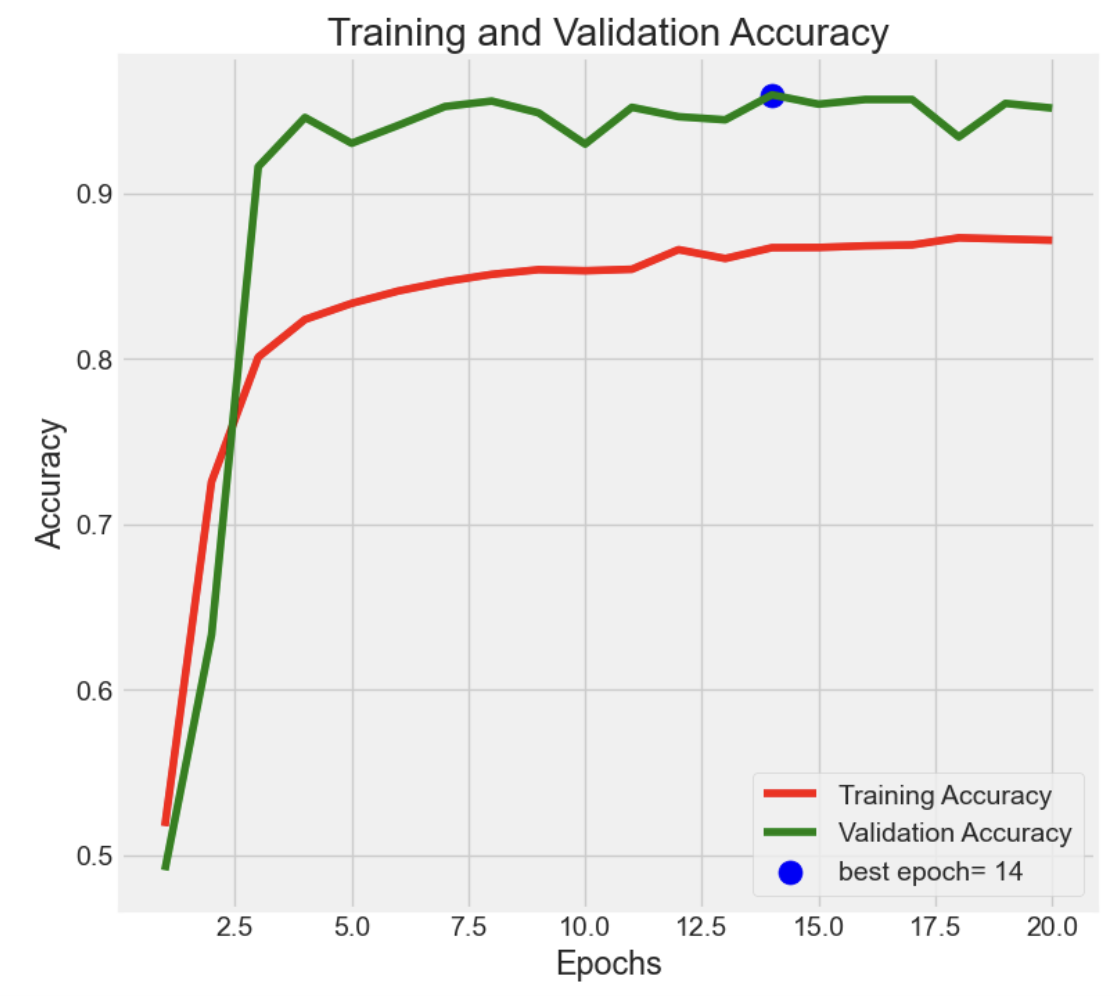 Training and Validation Accuracy
Accuracy
0.9
0.8
0.7
0.6
0.5
Training Accuracy
Validation Accuracy
best epoch= 14
2.5 5.0 7.5 10.0 12.5 15.0 17.5 20.0
Epochs